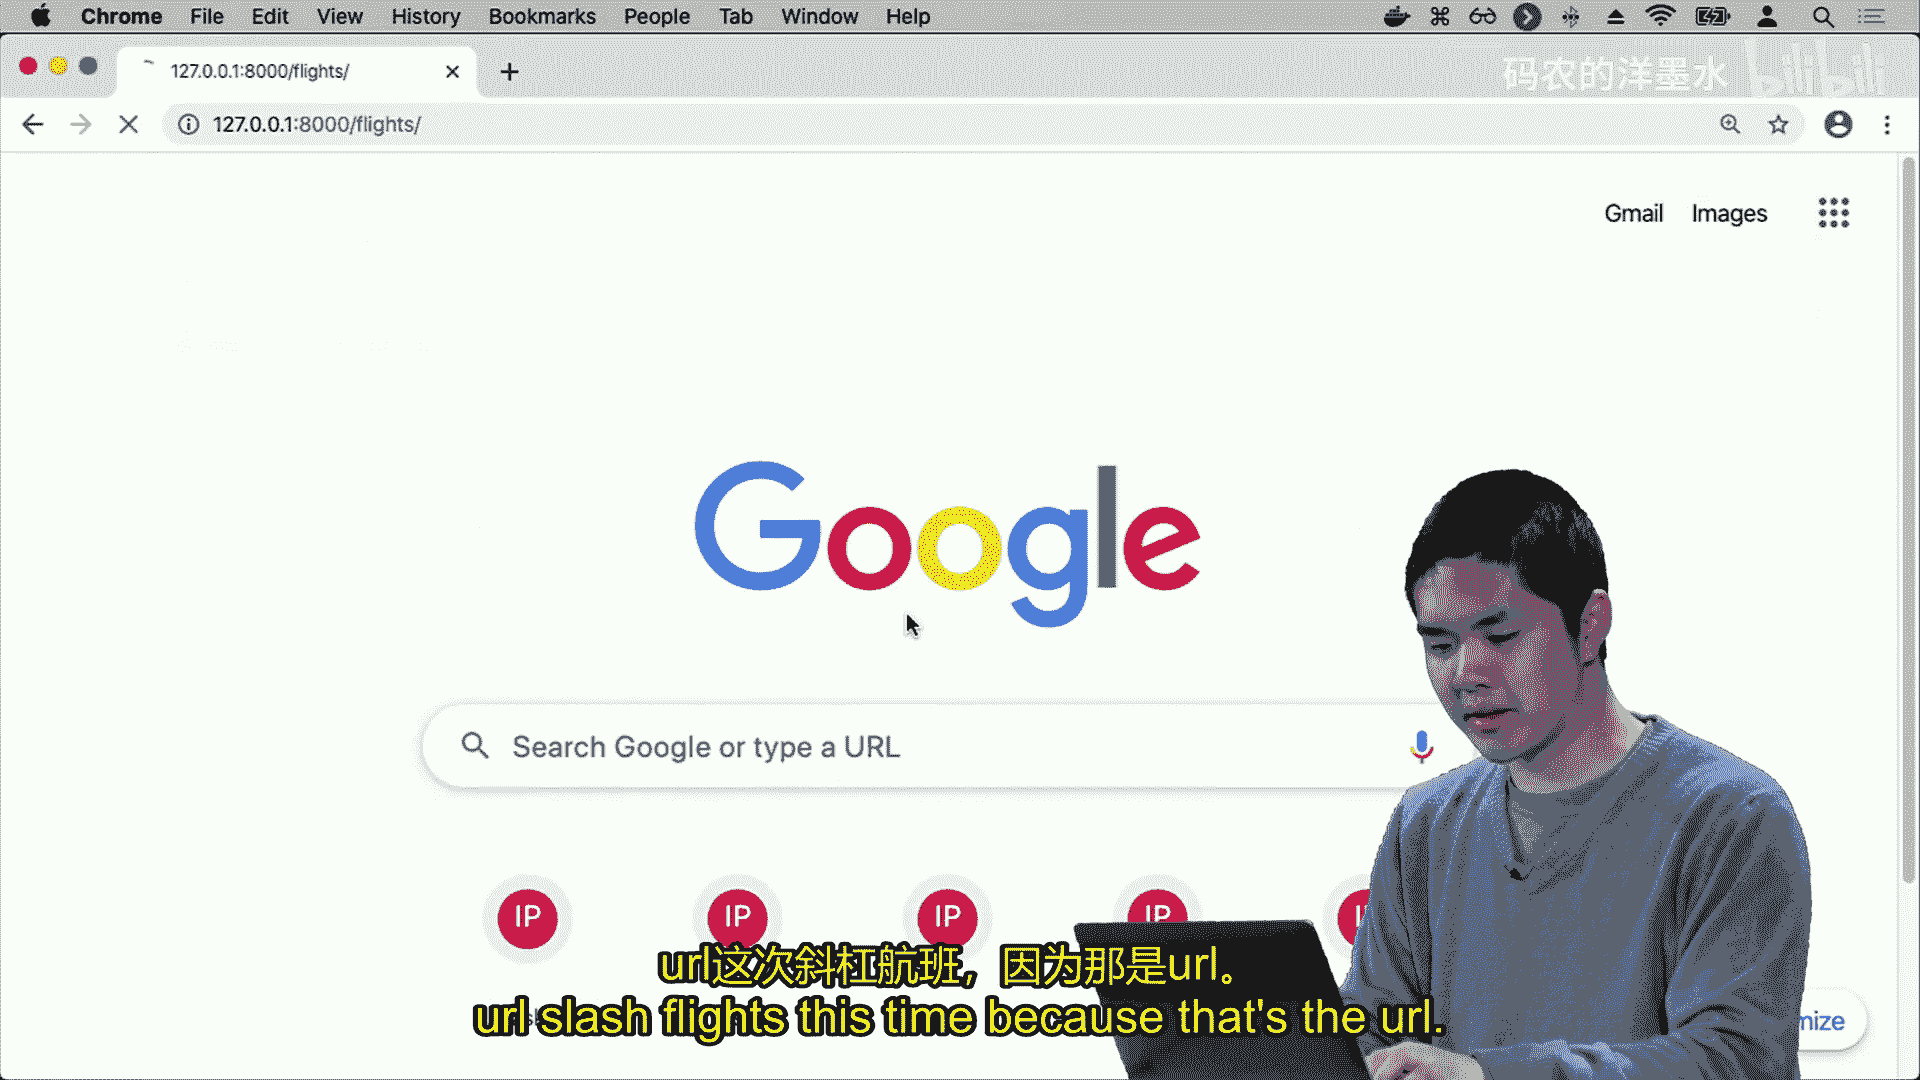 Chrome File Edit View History Bookmarks People Tab Window Help
127.0.0.1:8000/flights/
码农的洋墨水 bilibili
127.0.0.1:8000/flights/
Gmail Images
Google
Search Google or type a URL
IP IP IP IP
url这次斜杠航班，因为那是url。
url slash flights this time because that's the url.